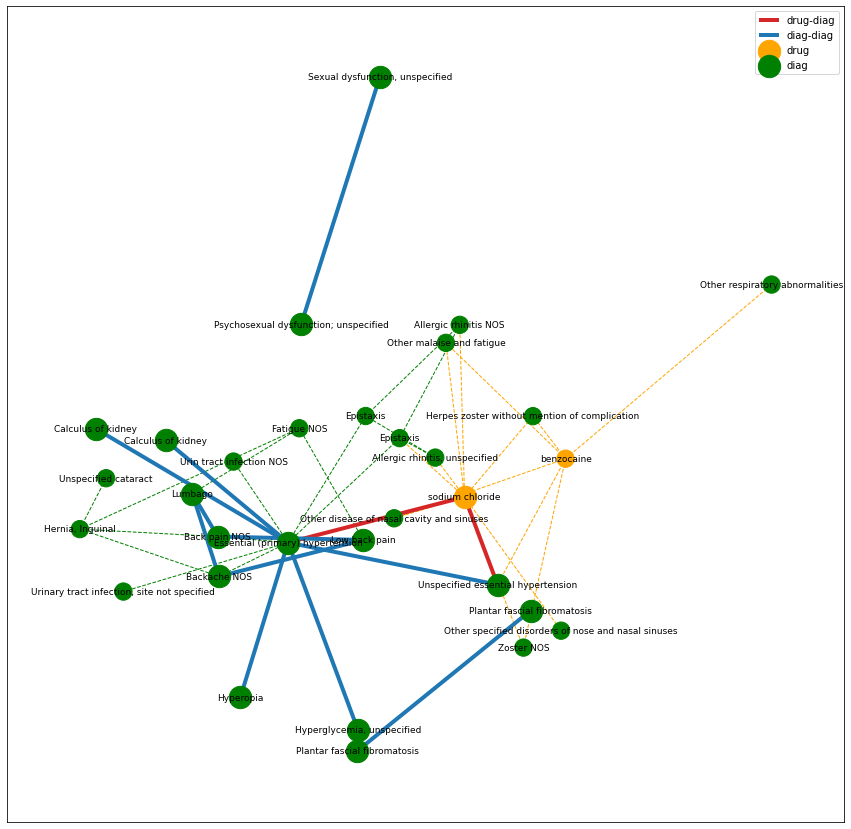 drug-diag
diag-diag
drug
diag
Sexual dysfunction, unspecified
Other respiratory abnormalities
Psychosexual dysfunction; unspecified
Allergic rhinitis NOS
Other malaise and fatigue
Epistaxis
Herpes zoster without mention of complication
Calculus of kidney
Fatigue NOS
Calculus of kidney
Epistaxis
Allergic rhinitis, unspecified
benzocaine
Urin tract infection NOS
Unspecified cataract
Lumbago
sodium chloride
Other disease of nasal cavity and sinuses
Hernia, Inguinal
Back pain NOS
Low back pain
Essential (primary) hypertension
Backache NOS
Unspecified essential hypertension
Urinary tract infection, site not specified
Plantar fascial fibromatosis
Other specified disorders of nose and nasal sinuses
Zoster NOS
Hyperopia
Hyperglycemia, unspecified
Plantar fascial fibromatosis